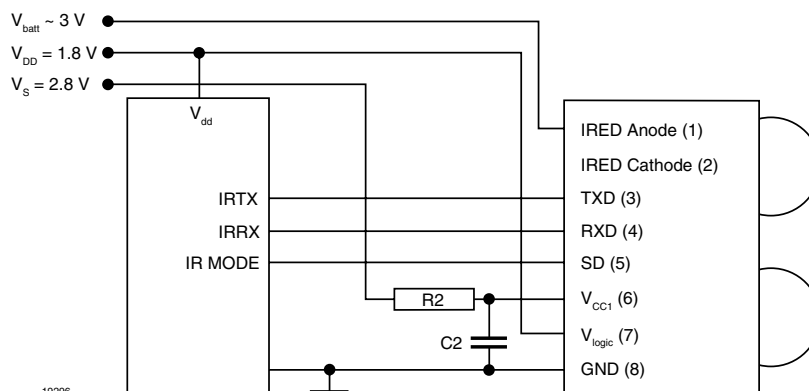 V_batt ~ 3 V
V_DD = 1.8 V
V_S = 2.8 V
V_dd
IRED Anode (1)
IRED Cathode (2)
IRTX
TXD (3)
IRRX
RXD (4)
IR MODE
SD (5)
R2
V_CC1 (6)
C2
V_logic (7)
GND (8)